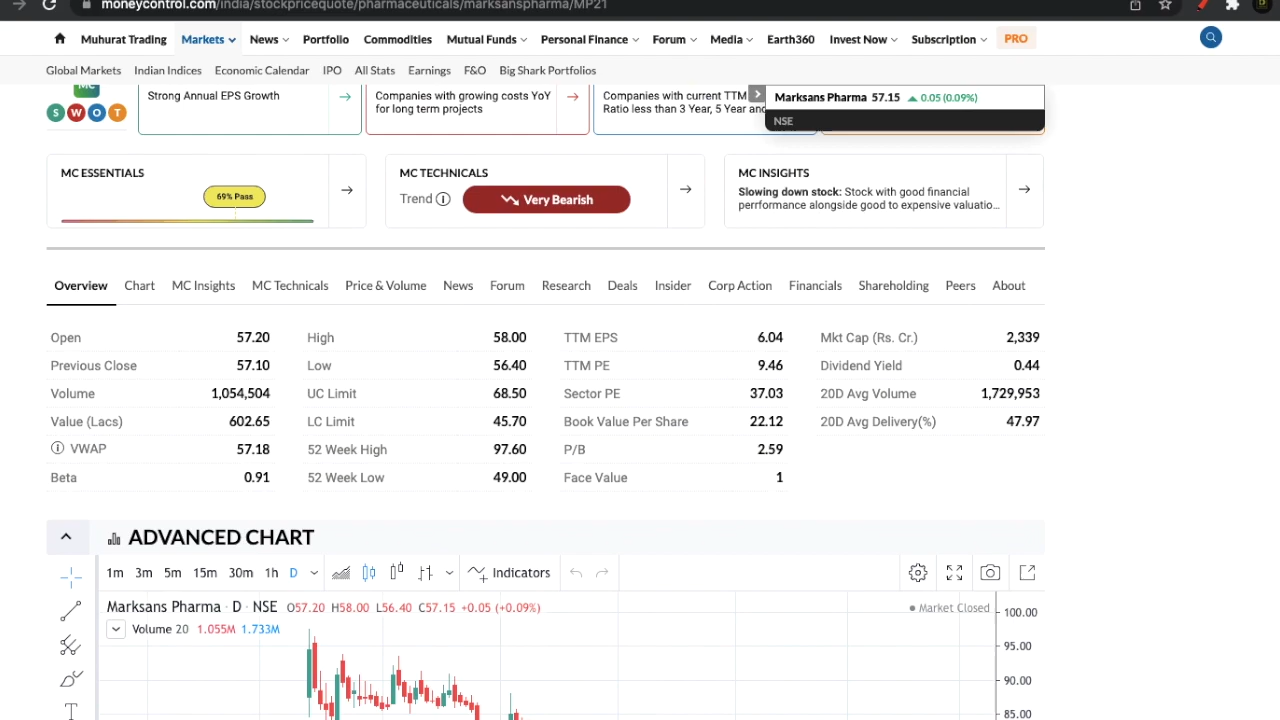 moneycontrol.com/india/stockpricequote/pharmaceuticals/marksanspharma/MP21
Muhurat Trading Markets News Portfolio Commodities Mutual Funds Personal Finance Forum Media Earth360 Invest Now Subscription PRO
Global Markets Indian Indices Economic Calendar IPO All Stats Earnings F&O Big Shark Portfolios
MC
S W O T
Strong Annual EPS Growth
Companies with growing costs YoY
for long term projects
Companies with current TTM
Ratio less than 3 Year, 5 Year and
Marksans Pharma 57.15 0.05 (0.09%)
NSE
MC ESSENTIALS
69% Pass
MC TECHNICALS
Trend Very Bearish
MC INSIGHTS
Slowing down stock: Stock with good financial
perrformance alongside good to expensive valuatio...
Overview Chart MC Insights MC Technicals Price & Volume News Forum Research Deals Insider Corp Action Financials Shareholding Peers About
Open 57.20 High 58.00 TTM EPS 6.04 Mkt Cap (Rs. Cr.) 2,339
Previous Close 57.10 Low 56.40 TTM PE 9.46 Dividend Yield 0.44
Volume 1,054,504 UC Limit 68.50 Sector PE 37.03 20D Avg Volume 1,729,953
Value (Lacs) 602.65 LC Limit 45.70 Book Value Per Share 22.12 20D Avg Delivery(%) 47.97
VWAP 57.18 52 Week High 97.60 P/B 2.59
Beta 0.91 52 Week Low 49.00 Face Value 1
ADVANCED CHART
1m 3m 5m 15m 30m 1h D Indicators
Marksans Pharma · D · NSE O57.20 H58.00 L56.40 C57.15 +0.05 (+0.09%)
Market Closed
Volume 20 1.055M 1.733M
100.00
95.00
90.00
85.00